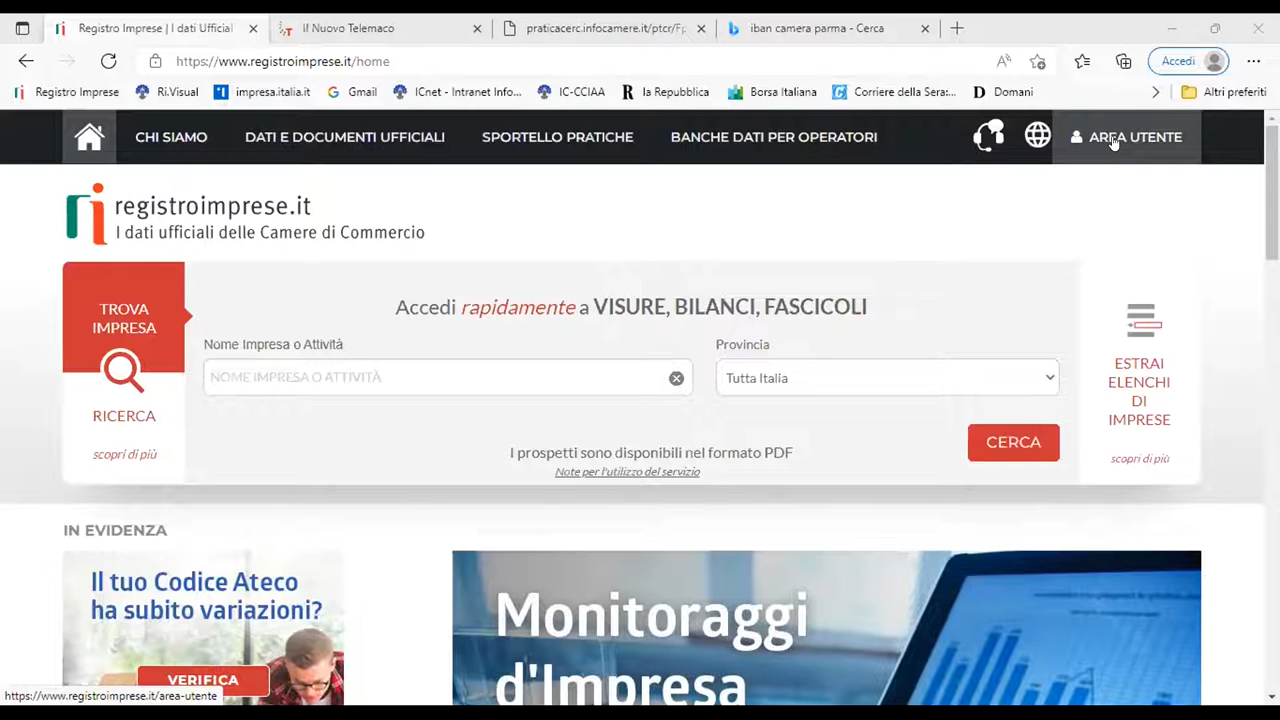 Registro Imprese | I dati Ufficial
Il Nuovo Telemaco
praticacerc.infocamere.it/ptcr/Fp
iban camera parma - Cerca
https://www.registroimprese.it/home
Accedi
Registro Imprese
Ri.Visual
impresa.italia.it
Gmail
ICnet - Intranet Info...
IC-CCIAA
la Repubblica
Borsa Italiana
Corriere della Sera:...
Domani
Altri preferiti
CHI SIAMO
DATI E DOCUMENTI UFFICIALI
SPORTELLO PRATICHE
BANCHE DATI PER OPERATORI
AREA UTENTE
registroimprese.it
I dati ufficiali delle Camere di Commercio
TROVA
IMPRESA
RICERCA
scopri di più
Accedi rapidamente a VISURE, BILANCI, FASCICOLI
Nome Impresa o Attività
Provincia
NOME IMPRESA O ATTIVITÀ
Tutta Italia
CERCA
I prospetti sono disponibili nel formato PDF
Note per l'utilizzo del servizio
ESTRAI
ELENCHI
DI
IMPRESE
scopri di più
IN EVIDENZA
Il tuo Codice Ateco
ha subito variazioni?
VERIFICA
Monitoraggi
d'Impresa
https://www.registroimprese.it/area-utente